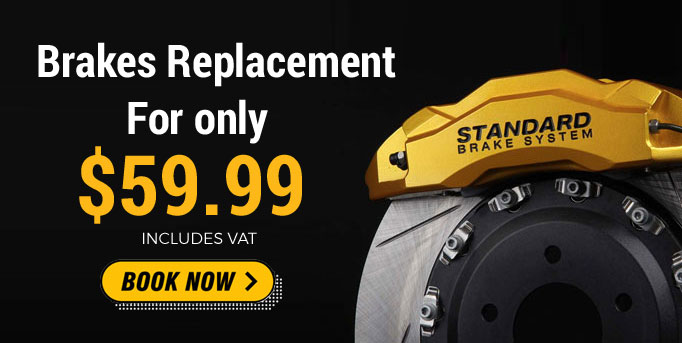 Brakes Replacement
For only
$59.99
INCLUDES VAT
BOOK NOW >
STANDARD
BRAKE SYSTEM